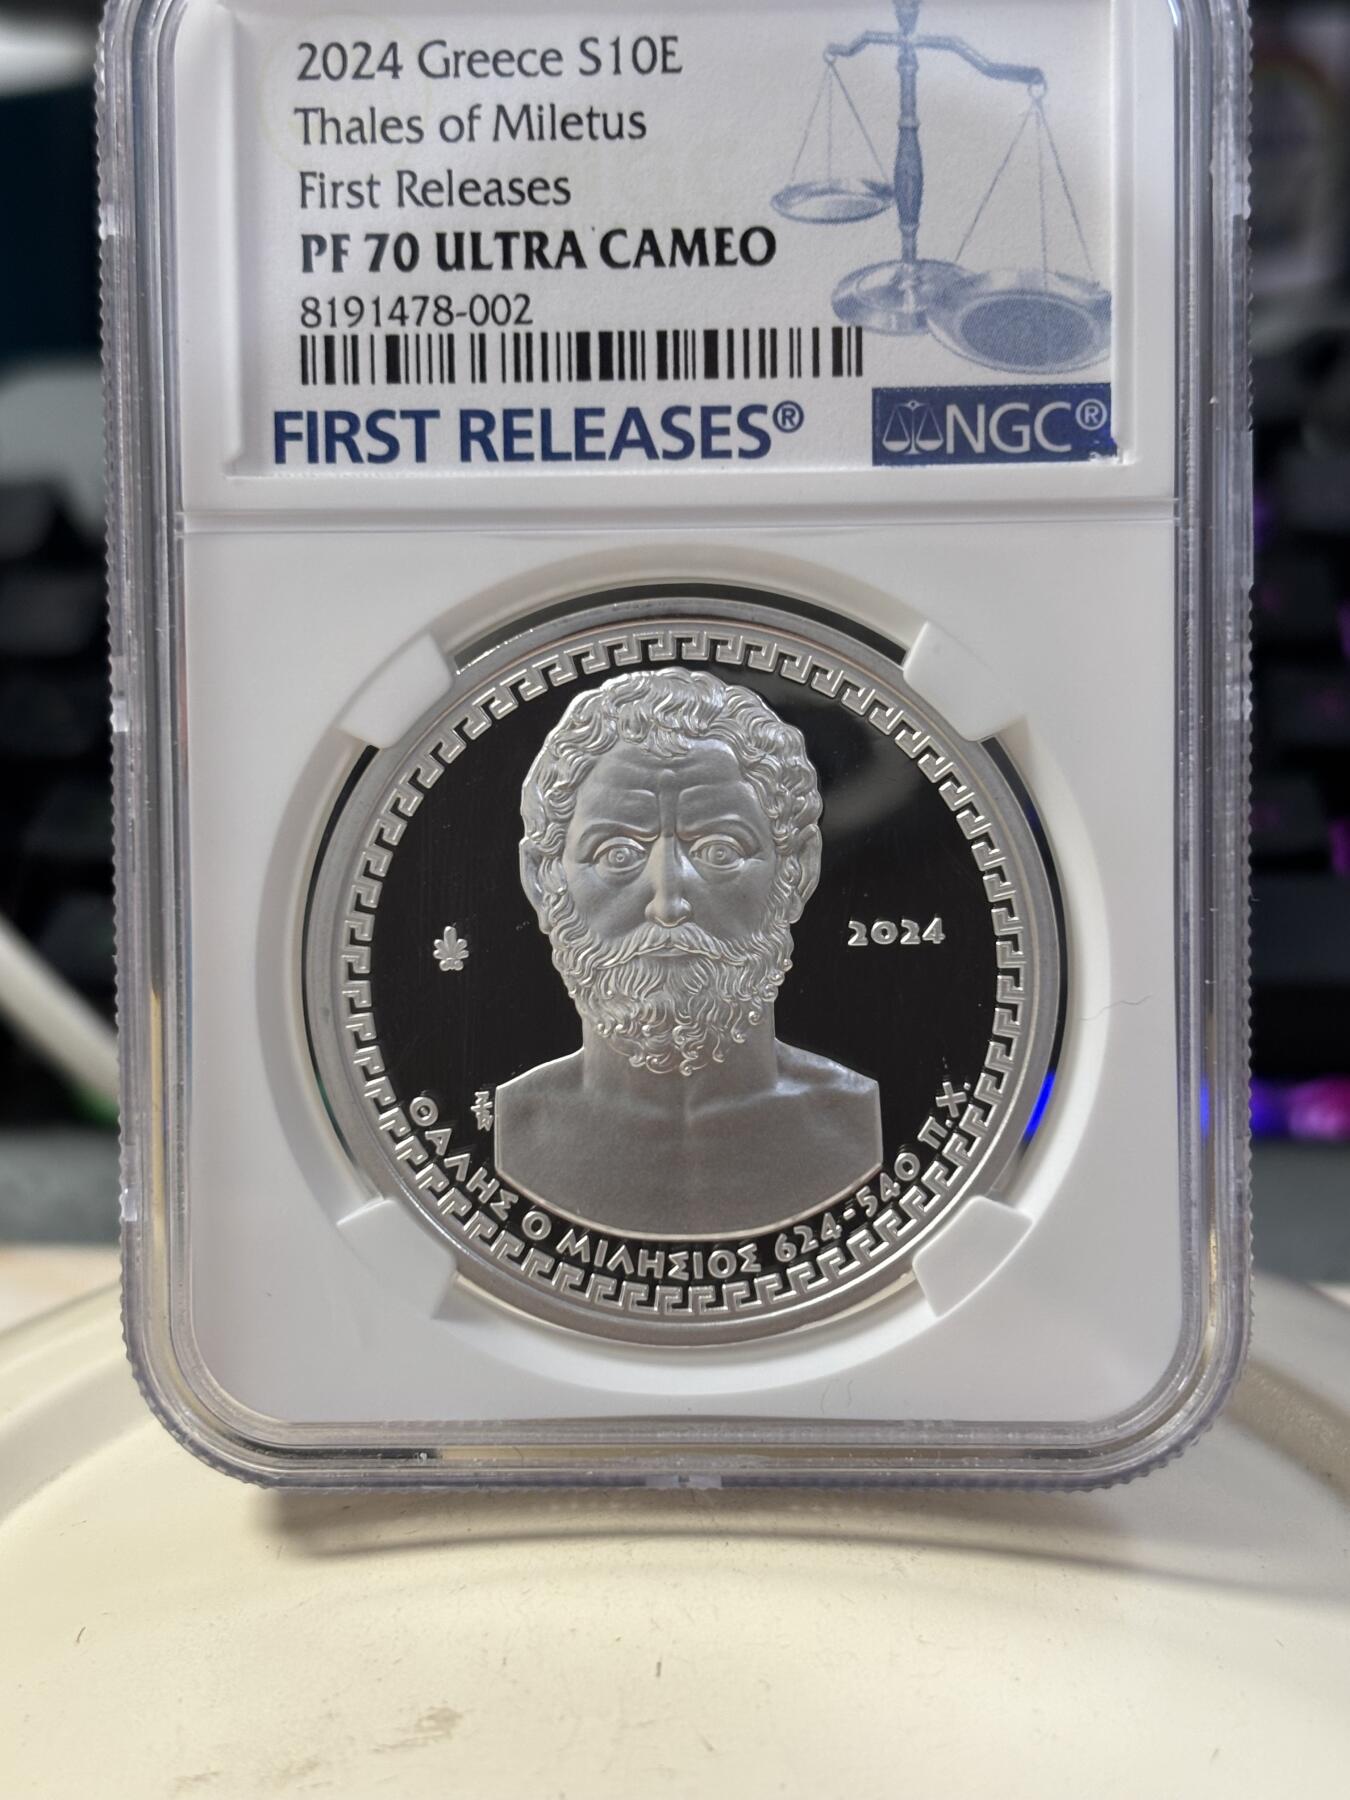 2024 Greece S10E
Thales of Miletus
First Releases
PF 70 ULTRA CAMEO
8191478-002
FIRST RELEASES®
NGC®
2024
ΘΑΛΗΣ Ο ΜΙΛΗΣΙΟΣ 624-540 Π.Χ.